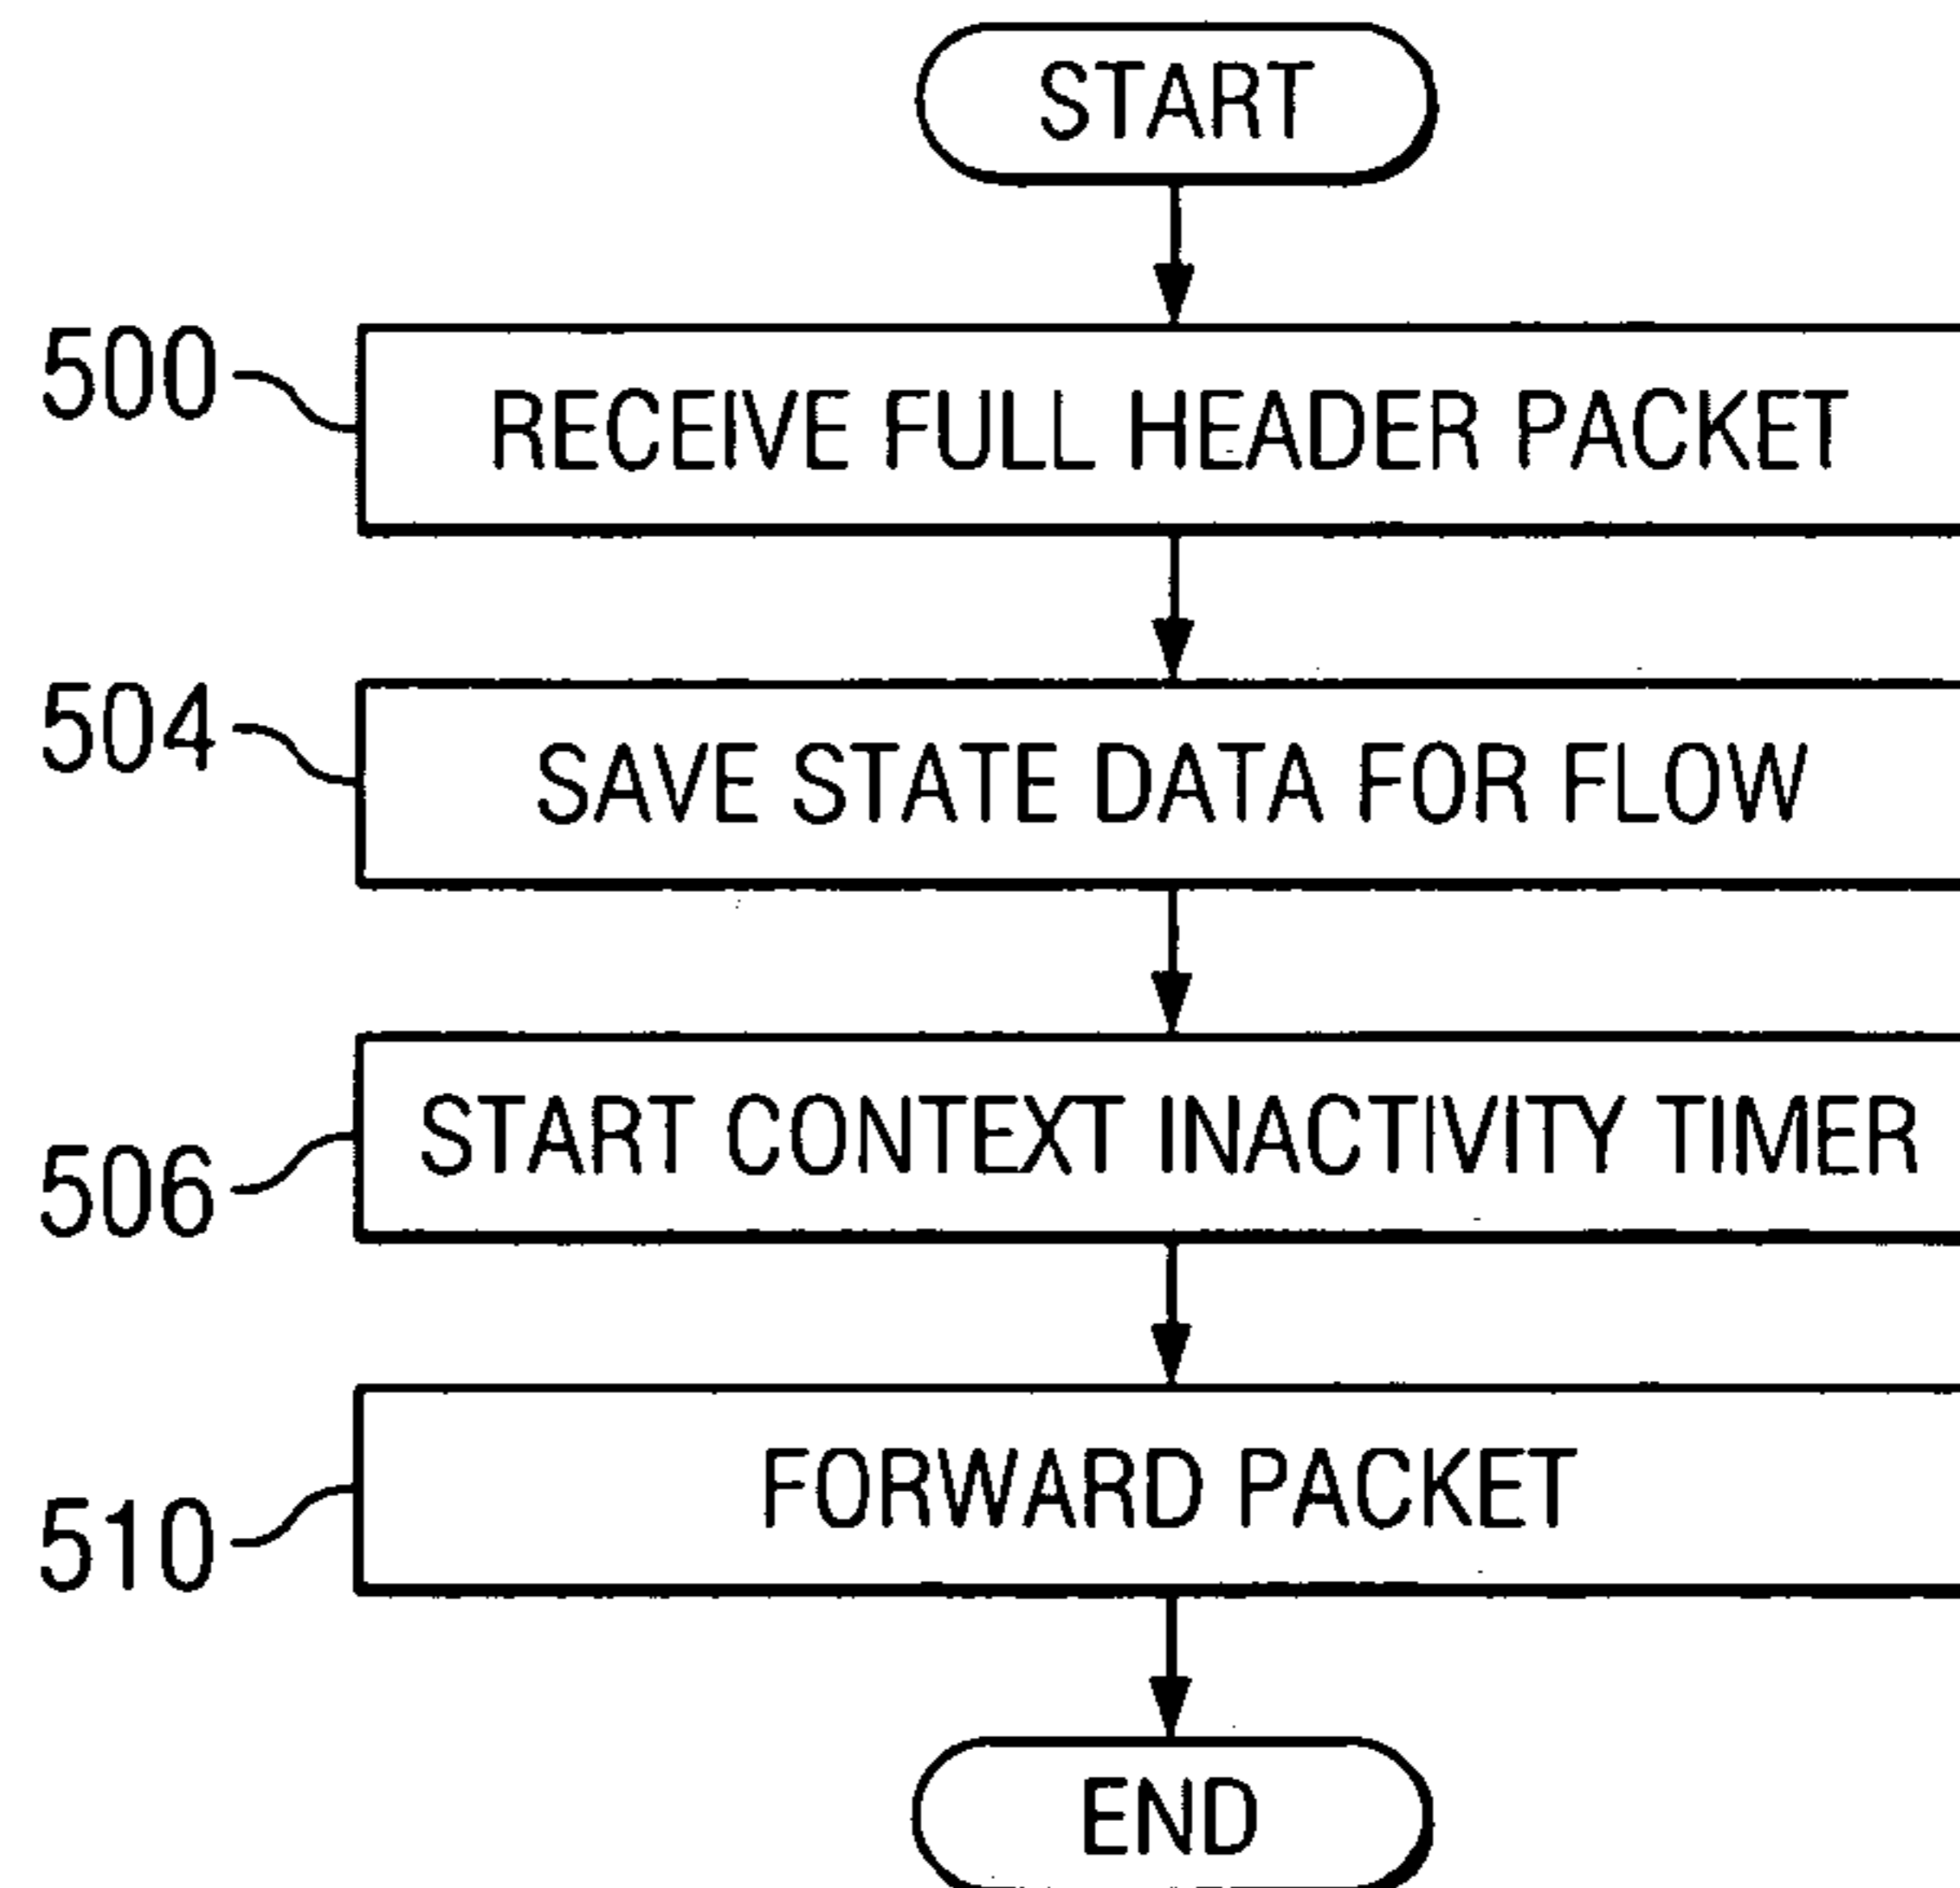 START
500
RECEIVE FULL HEADER PACKET
504
SAVE STATE DATA FOR FLOW
506
START CONTEXT INACTIVITY TIMER
510
FORWARD PACKET
END